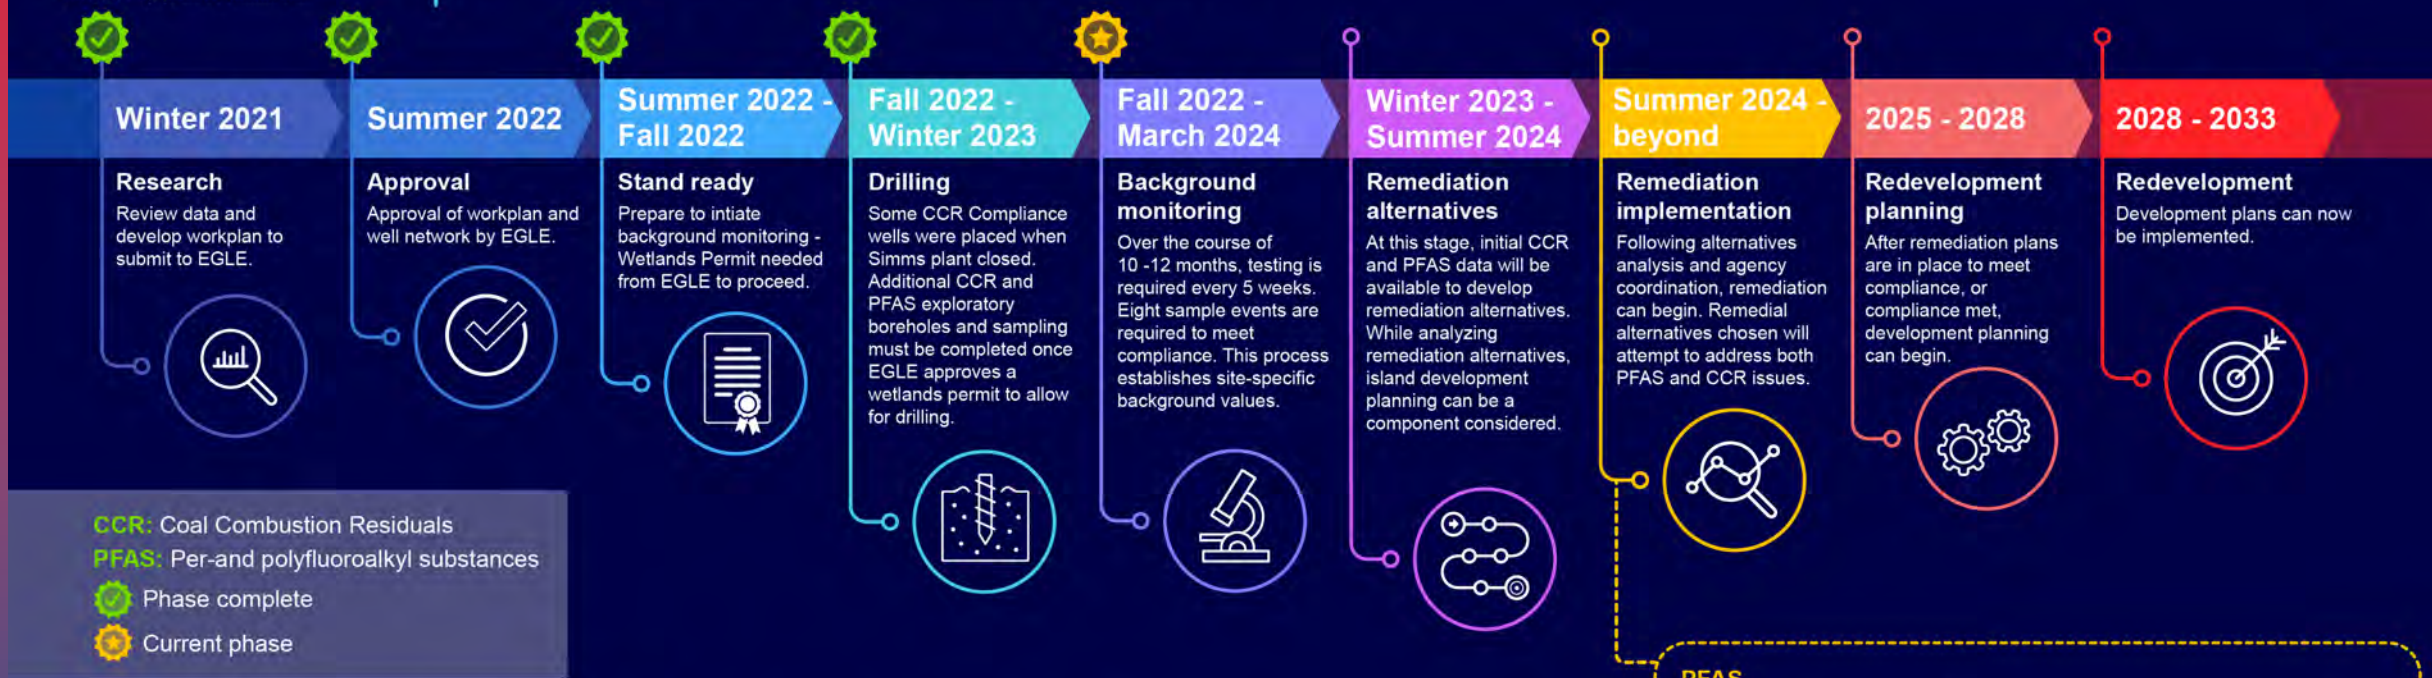 Winter 2021
Research
Review data and
develop workplan to
submit to EGLE.
Summer 2022
Approval
Approval of workplan and
well network by EGLE.
Summer 2022 -
Fall 2022
Stand ready
Prepare to intiate
background monitoring -
Wetlands Permit needed
from EGLE to proceed.
Fall 2022 -
Winter 2023
Drilling
Some CCR Compliance
wells were placed when
Simms plant closed.
Additional CCR and
PFAS exploratory
boreholes and sampling
must be completed once
EGLE approves a
wetlands permit to allow
for drilling.
Fall 2022 -
March 2024
Background
monitoring
Over the course of
10 -12 months, testing is
required every 5 weeks.
Eight sample events are
required to meet
compliance. This process
establishes site-specific
background values.
Winter 2023 -
Summer 2024
Remediation
alternatives
At this stage, initial CCR
and PFAS data will be
available to develop
remediation alternatives.
While analyzing
remediation alternatives,
island development
planning can be a
component considered.
Summer 2024 -
beyond
Remediation
implementation
Following alternatives
analysis and agency
coordination, remediation
can begin. Remedial
alternatives chosen will
attempt to address both
PFAS and CCR issues.
2025 - 2028
Redevelopment
planning
After remediation plans
are in place to meet
compliance, or
compliance met,
development planning
can begin.
2028 - 2033
Redevelopment
Development plans can now
be implemented.
CCR: Coal Combustion Residuals
PFAS: Per-and polyfluoroalkyl substances
Phase complete
Current phase
PFAS